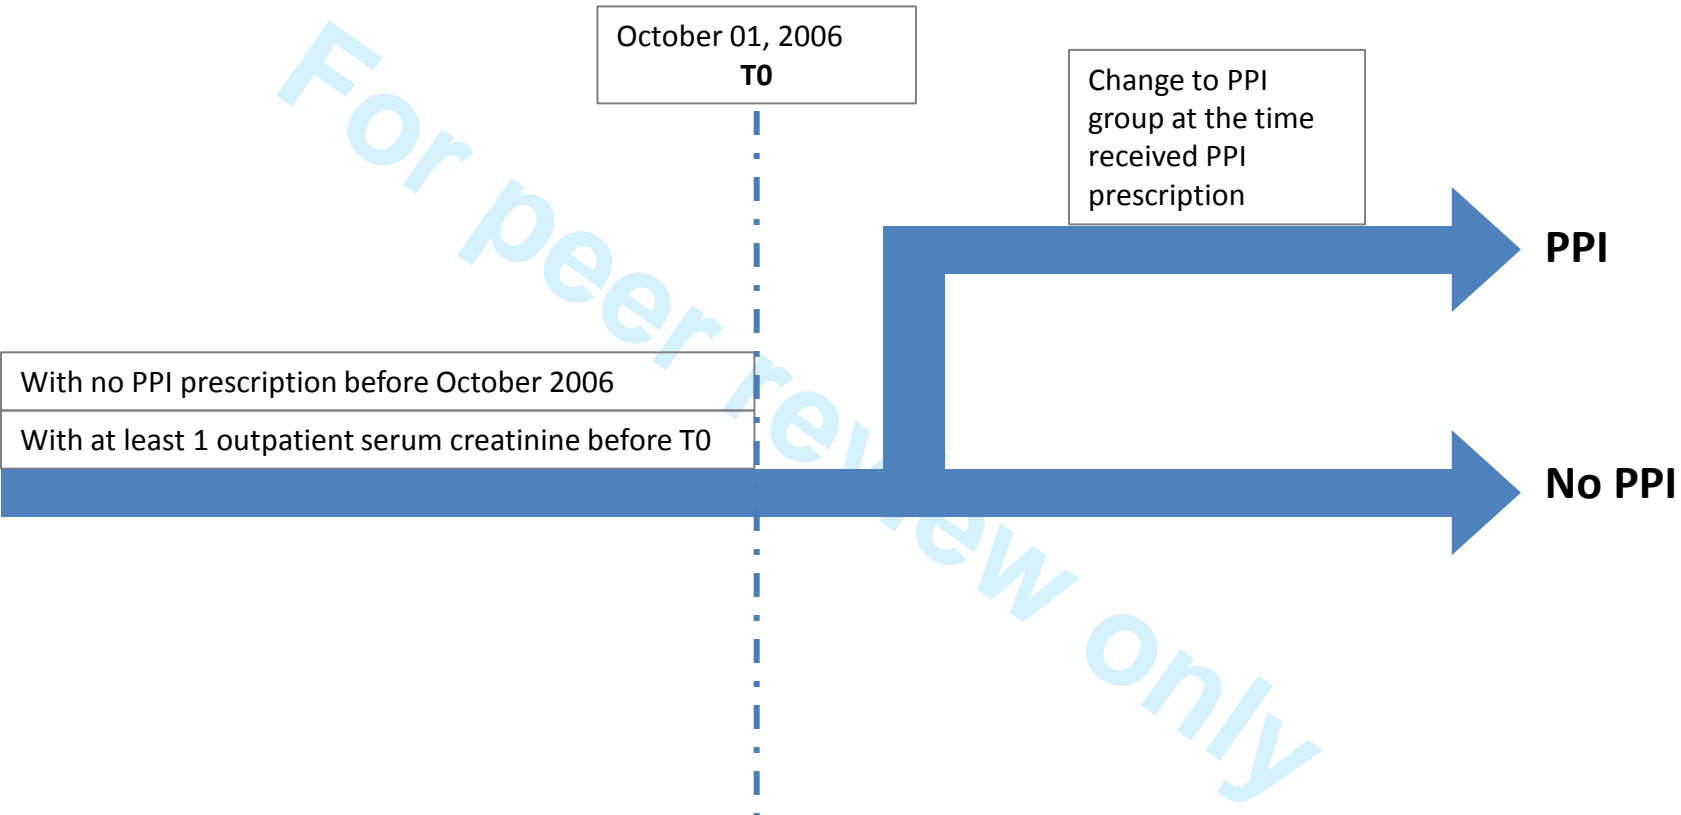 October 01, 2006
T0
Change to PPI
group at the time
received PPI
prescription
PPI
With no PPI prescription before October 2006
With at least 1 outpatient serum creatinine before T0
No PPI
For peer review only